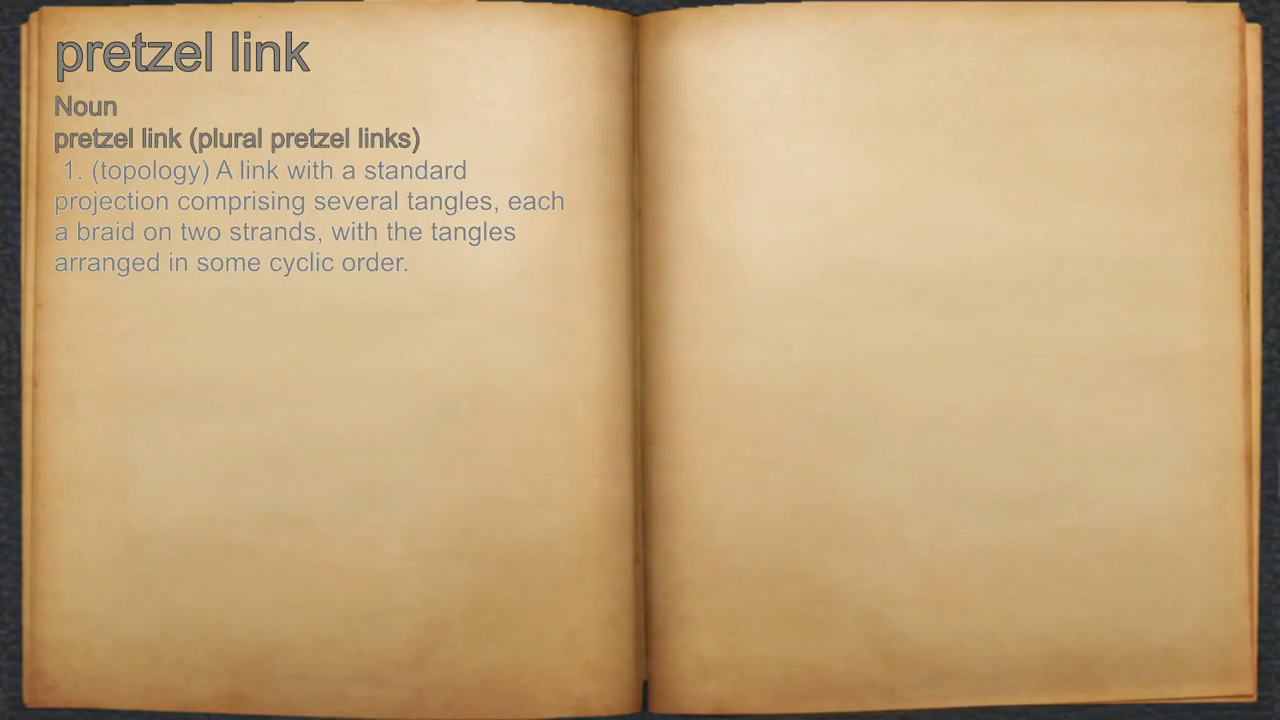 pretzel link
Noun
pretzel link (plural pretzel links)
1. (topology) A link with a standard
projection comprising several tangles, each
a braid on two strands, with the tangles
arranged in some cyclic order.